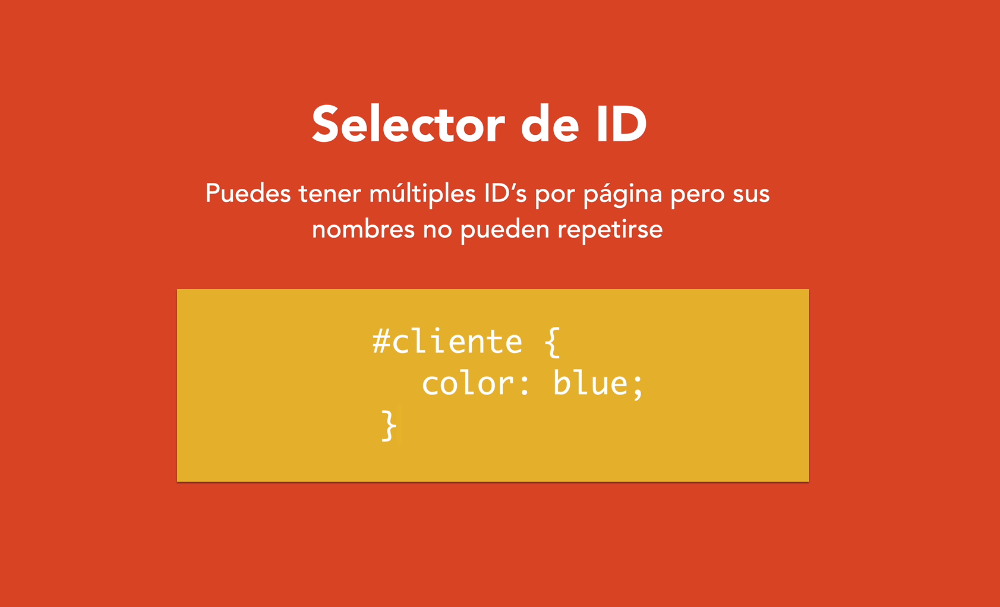 Selector de ID
Puedes tener múltiples ID’s por página pero sus
nombres no pueden repetirse
#cliente {
color: blue;
}